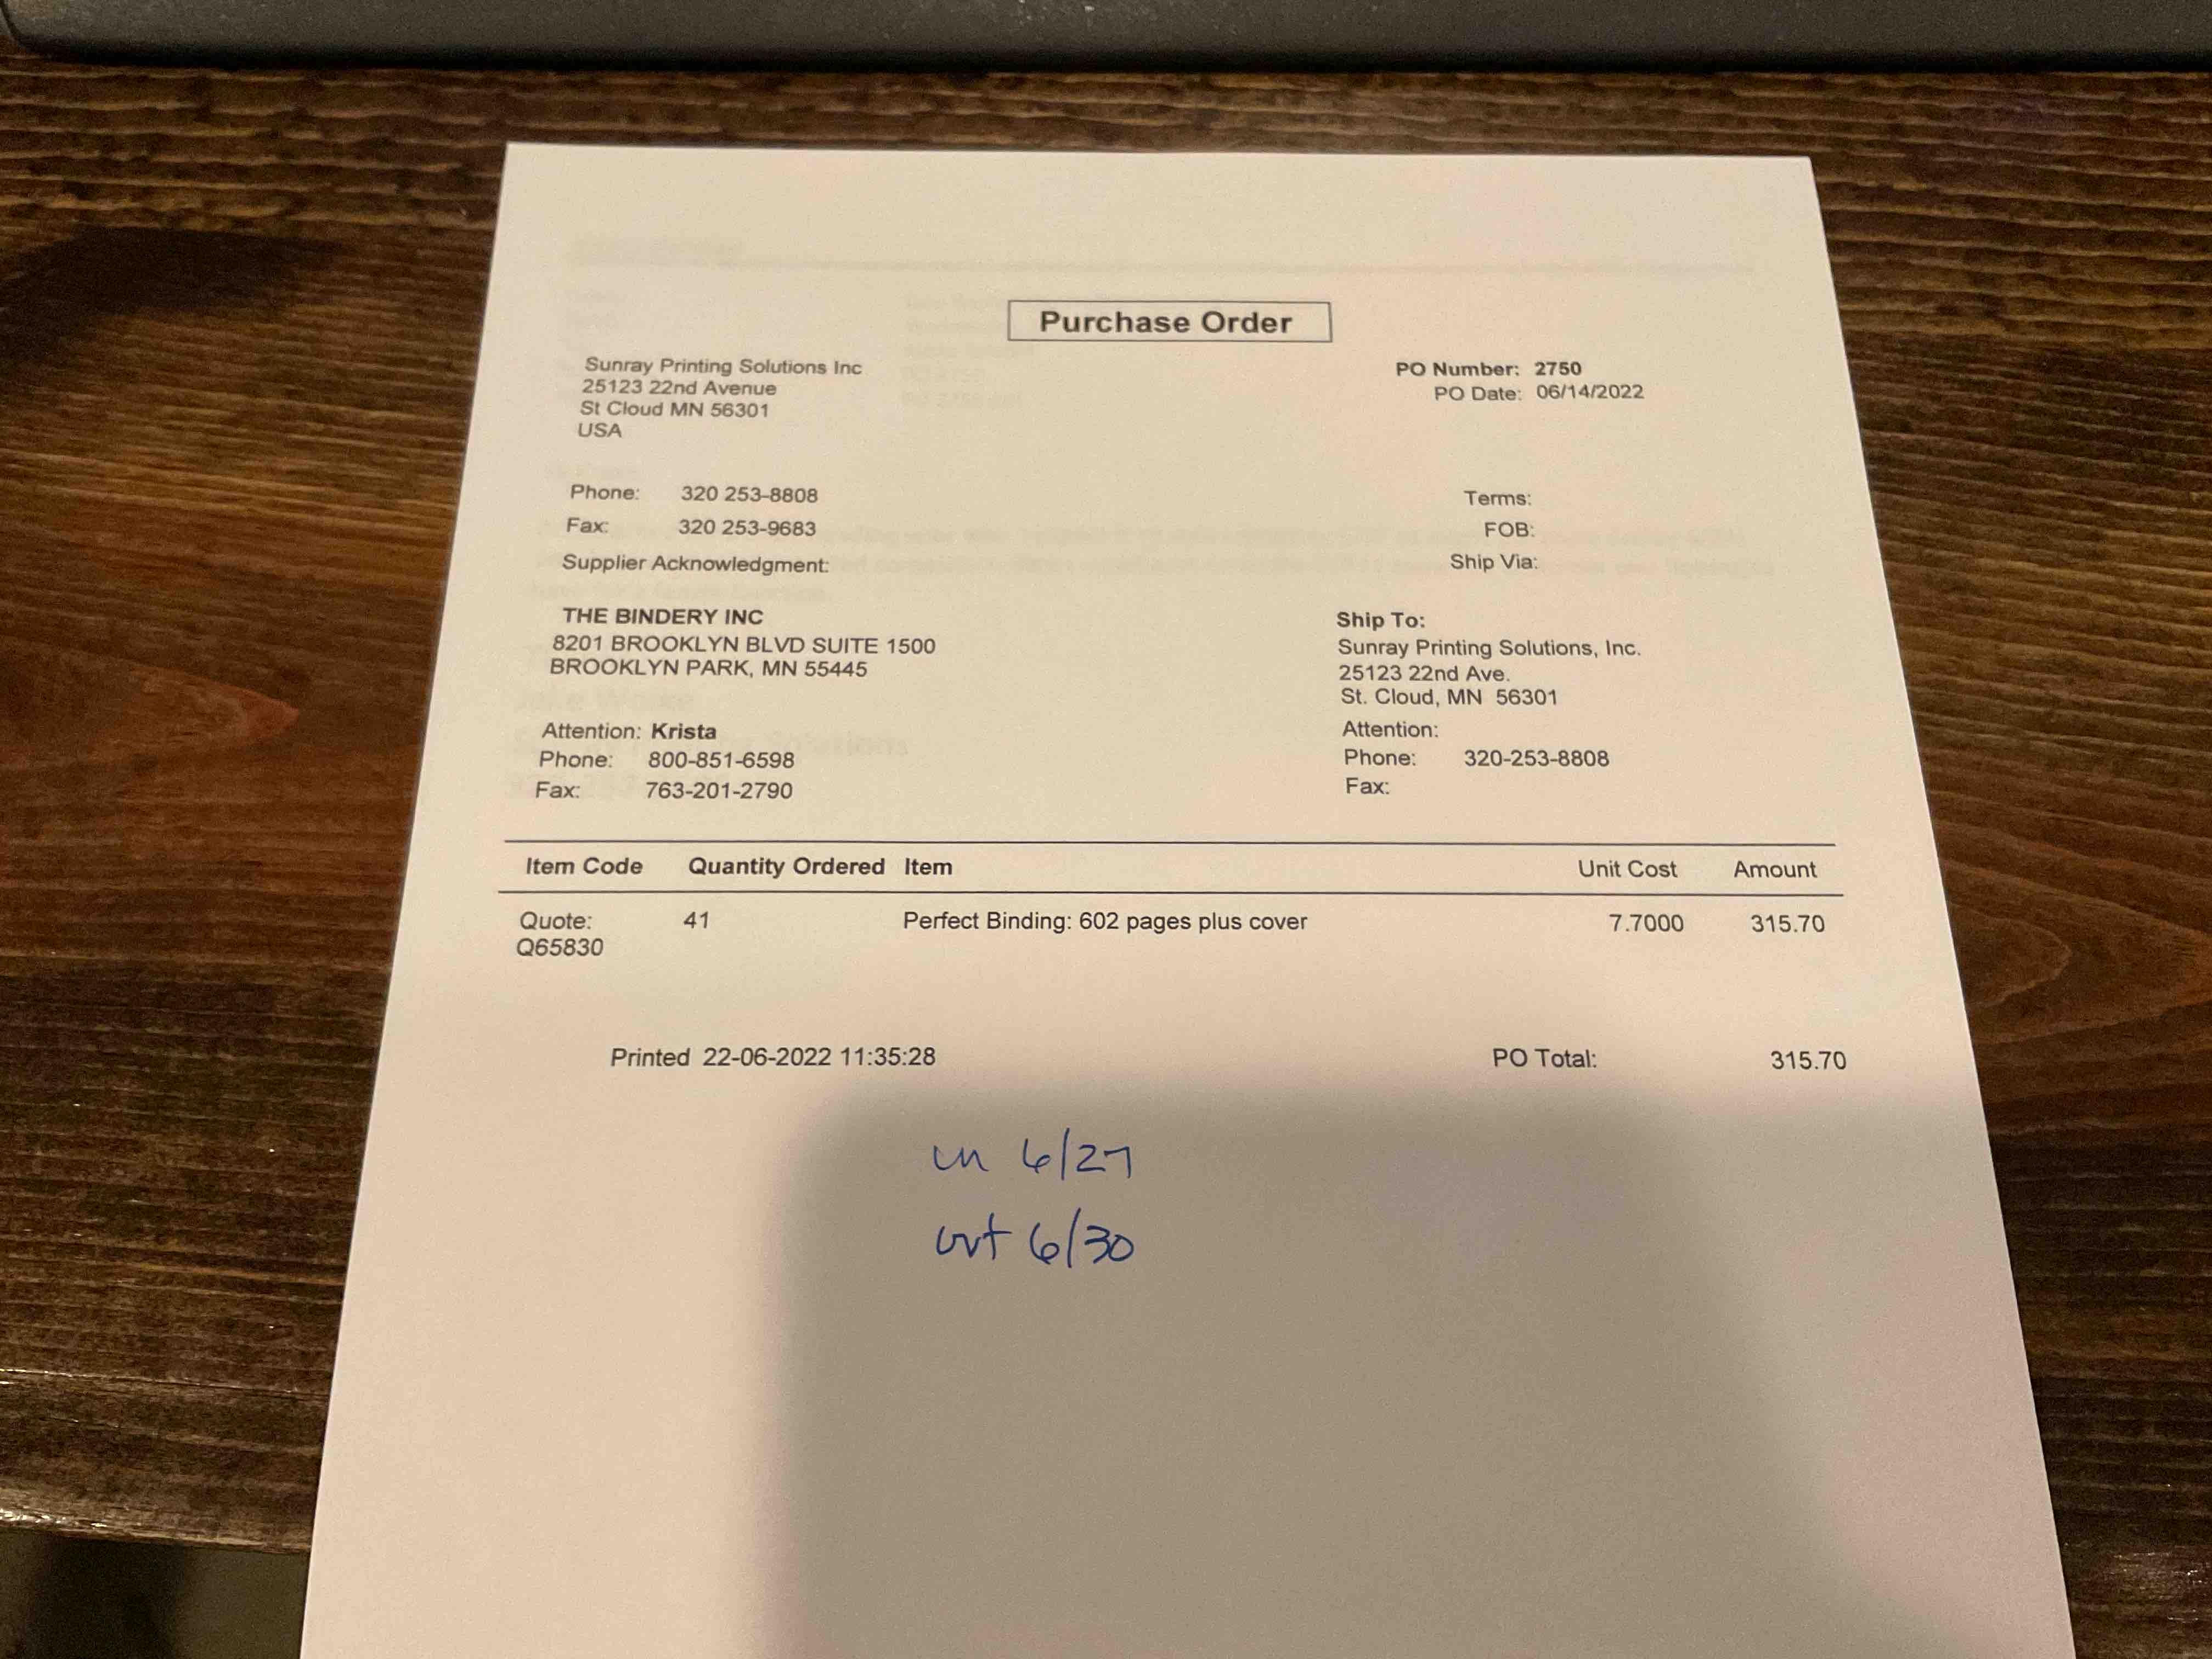 Purchase Order
Sunray Printing Solutions Inc
25123 22nd Avenue
St Cloud MN 56301
USA
PO Number: 2750
PO Date: 06/14/2022
Phone: 320 253-8808
Fax: 320 253-9683
Supplier Acknowledgment:
Terms:
FOB:
Ship Via:
THE BINDERY INC
8201 BROOKLYN BLVD SUITE 1500
BROOKLYN PARK, MN 55445
Attention: Krista
Phone: 800-851-6598
Fax: 763-201-2790
Ship To:
Sunray Printing Solutions, Inc.
25123 22nd Ave.
St. Cloud, MN 56301
Attention:
Phone: 320-253-8808
Fax:
Item Code Quantity Ordered Item Unit Cost Amount
Quote: 41 Perfect Binding: 602 pages plus cover 7.7000 315.70
Q65830
Printed 22-06-2022 11:35:28 PO Total: 315.70
in 6/27
out 6/30